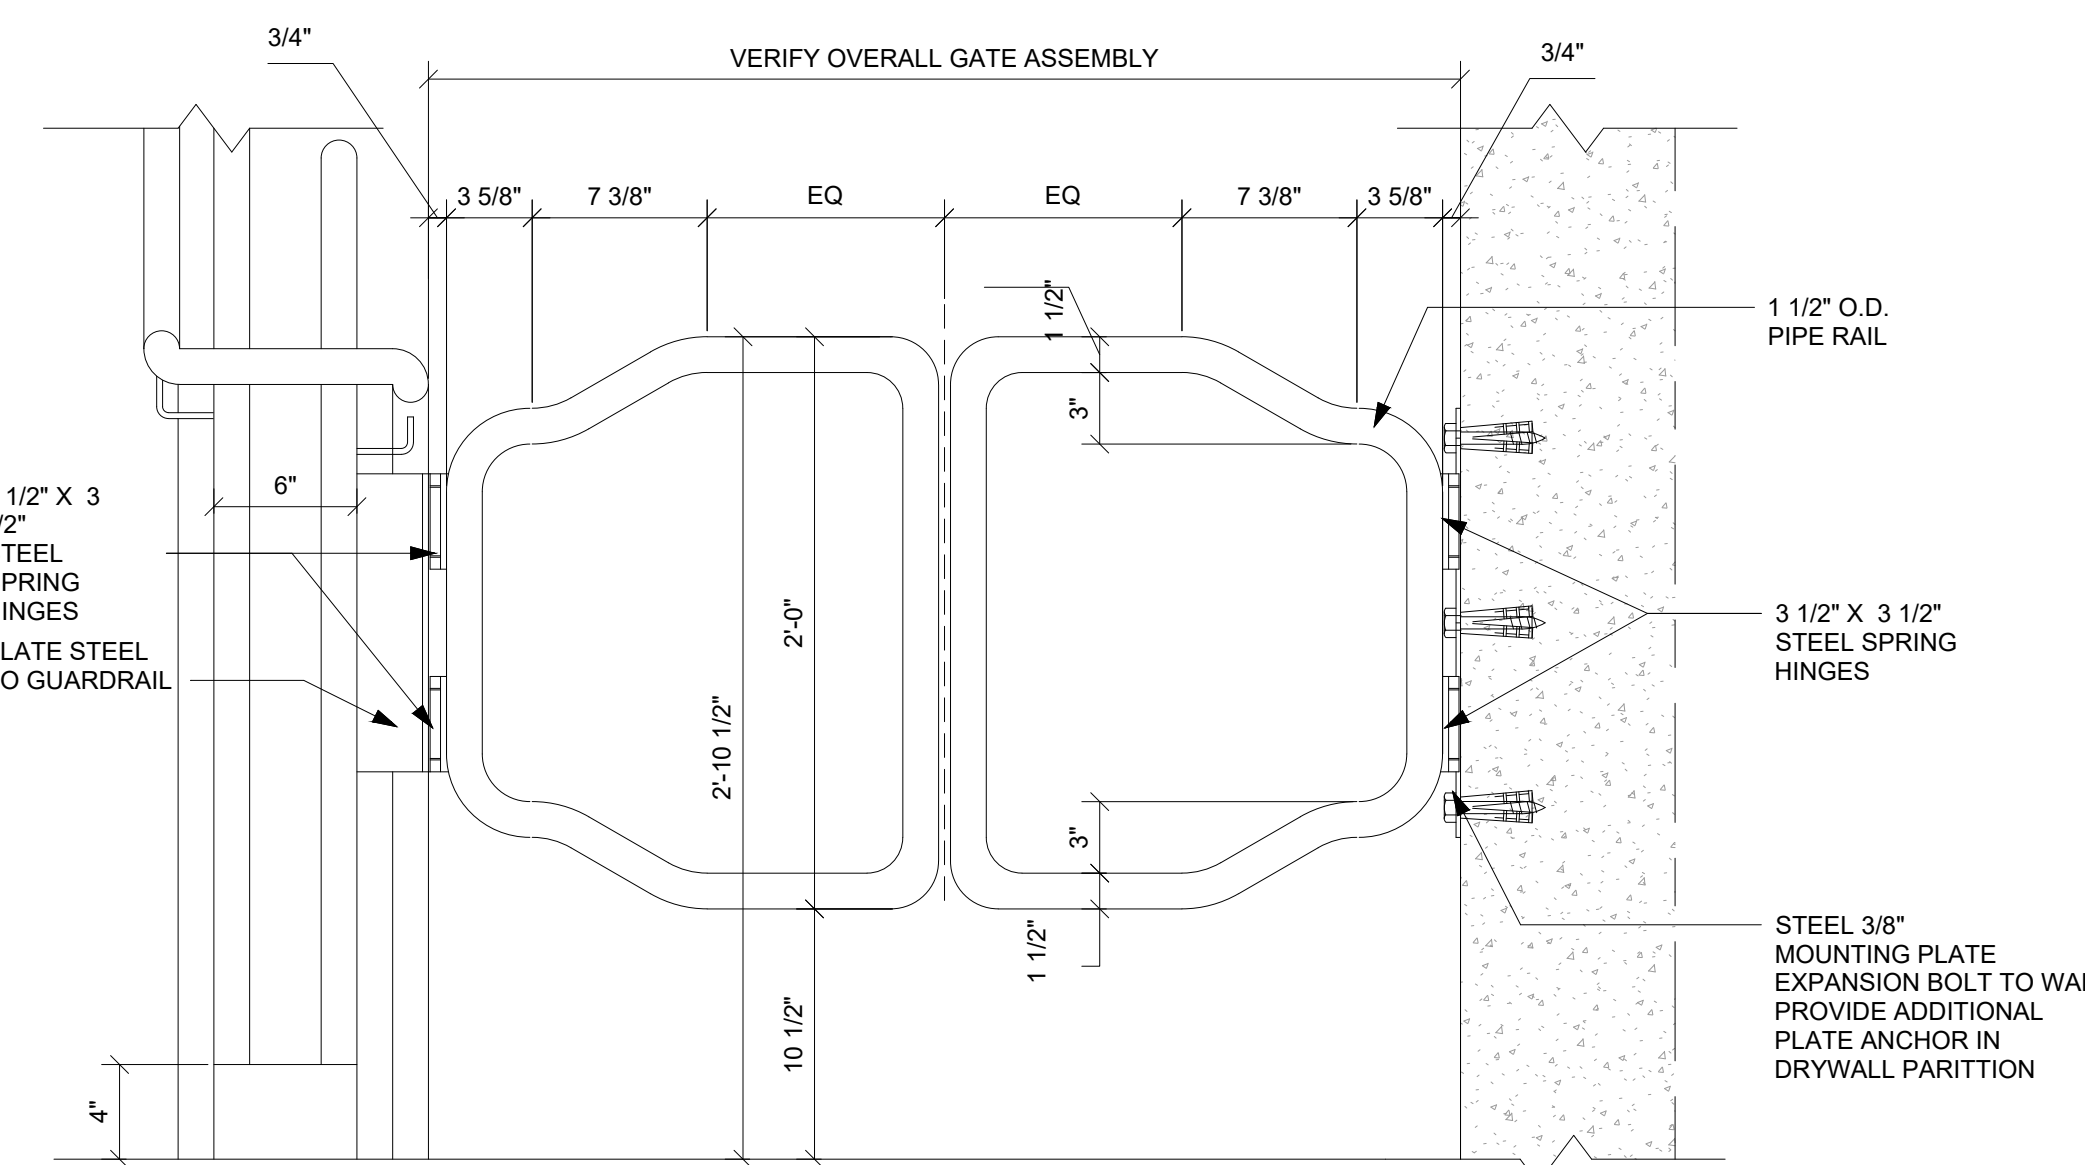 3/4"
VERIFY OVERALL GATE ASSEMBLY
3/4"
3 5/8"
7 3/8"
EQ
EQ
7 3/8"
3 5/8"
1 1/2"
1 1/2" O.D.
PIPE RAIL
3"
6"
1/2" X 3
/2"
TEEL
PRING
INGES
LATE STEEL
O GUARDRAIL
2'-0"
2'-10 1/2"
3 1/2" X 3 1/2"
STEEL SPRING
HINGES
3"
1 1/2"
10 1/2"
4"
STEEL 3/8"
MOUNTING PLATE
EXPANSION BOLT TO WA
PROVIDE ADDITIONAL
PLATE ANCHOR IN
DRYWALL PARITTION